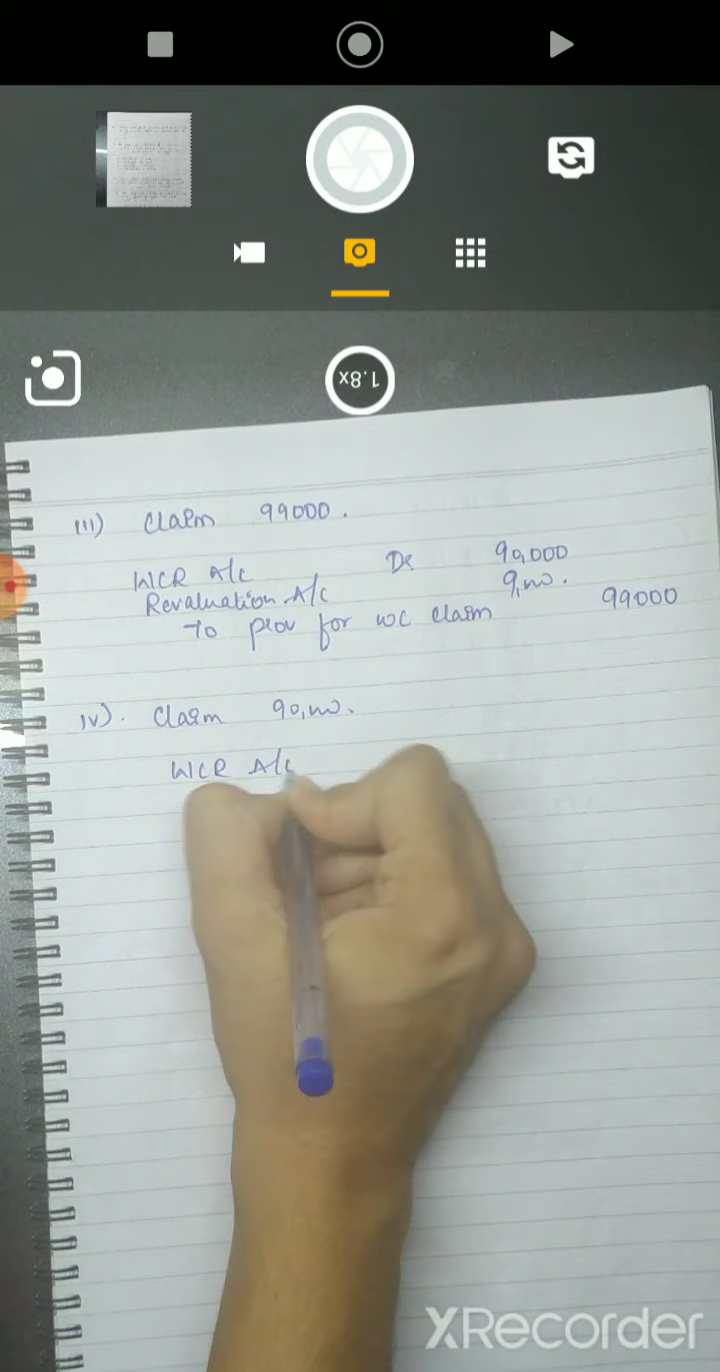 1.8x
III) Claim 99000.
WCR A/c Dr 90,000
Revaluation A/c 9,000.
To prov for WC claim 99000
IV). Claim 90,000.
WCR A/c
XRecorder